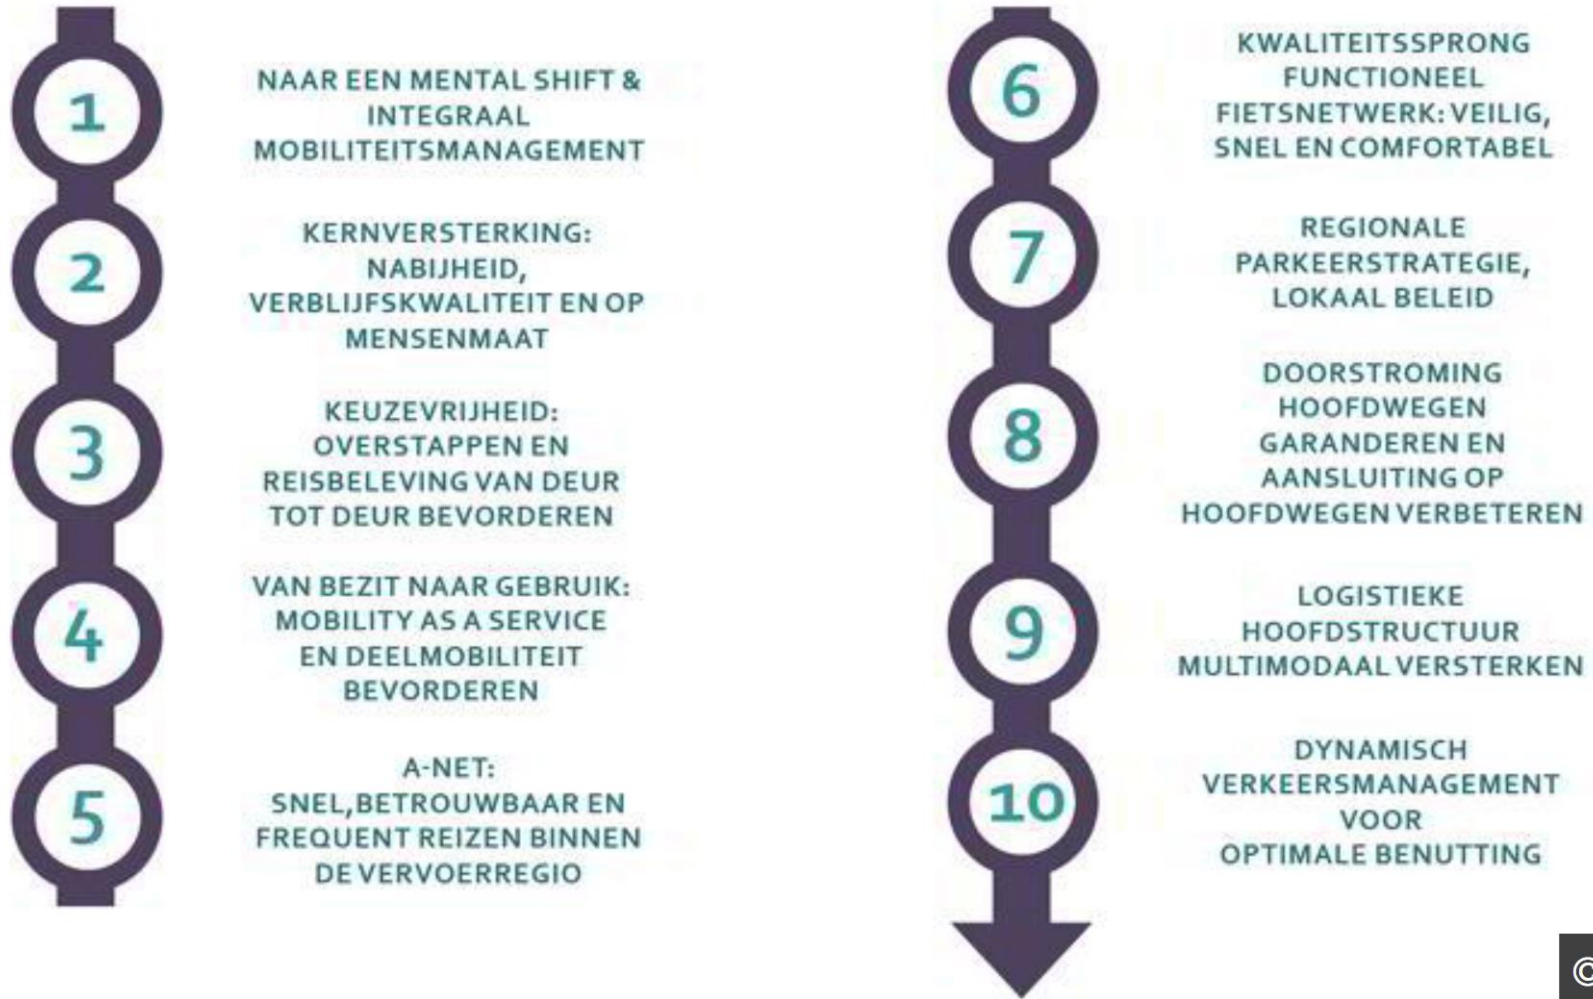 1
NAAR EEN MENTAL SHIFT &
INTEGRAAL
MOBILITEITSMANAGEMENT
2
KERNVERSTERKING:
NABIJHEID,
VERBLIJFSKWALITEIT EN OP
MENSENMAAT
3
KEUZEVRIJHEID:
OVERSTAPPEN EN
REISBELEVING VAN DEUR
TOT DEUR BEVORDEREN
4
VAN BEZIT NAAR GEBRUIK:
MOBILITY AS A SERVICE
EN DEELMOBILITEIT
BEVORDEREN
5
A-NET:
SNEL,BETROUWBAAR EN
FREQUENT REIZEN BINNEN
DE VERVOERREGIO
6
KWALITEITSSPRONG
FUNCTIONEEL
FIETSNETWERK: VEILIG,
SNEL EN COMFORTABEL
7
REGIONALE
PARKEERSTRATEGIE,
LOKAAL BELEID
8
DOORSTROMING
HOOFDWEGEN
GARANDEREN EN
AANSLUITING OP
HOOFDWEGEN VERBETEREN
9
LOGISTIEKE
HOOFDSTRUCTUUR
MULTIMODAAL VERSTERKEN
10
DYNAMISCH
VERKEERSMANAGEMENT
VOOR
OPTIMALE BENUTTING
©